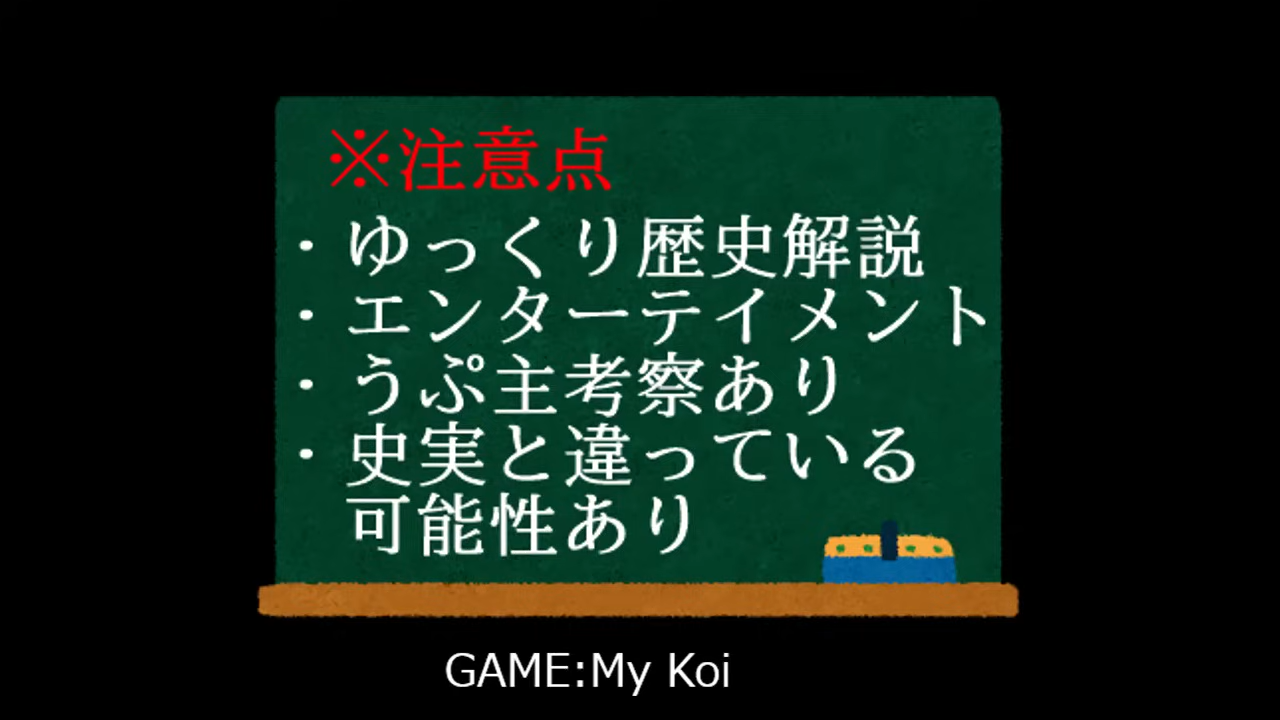 ※注意点
・ゆっくり歴史解説
・エンターテイメント
・うぷ主考察あり
・史実と違っている
可能性あり
GAME:My Koi